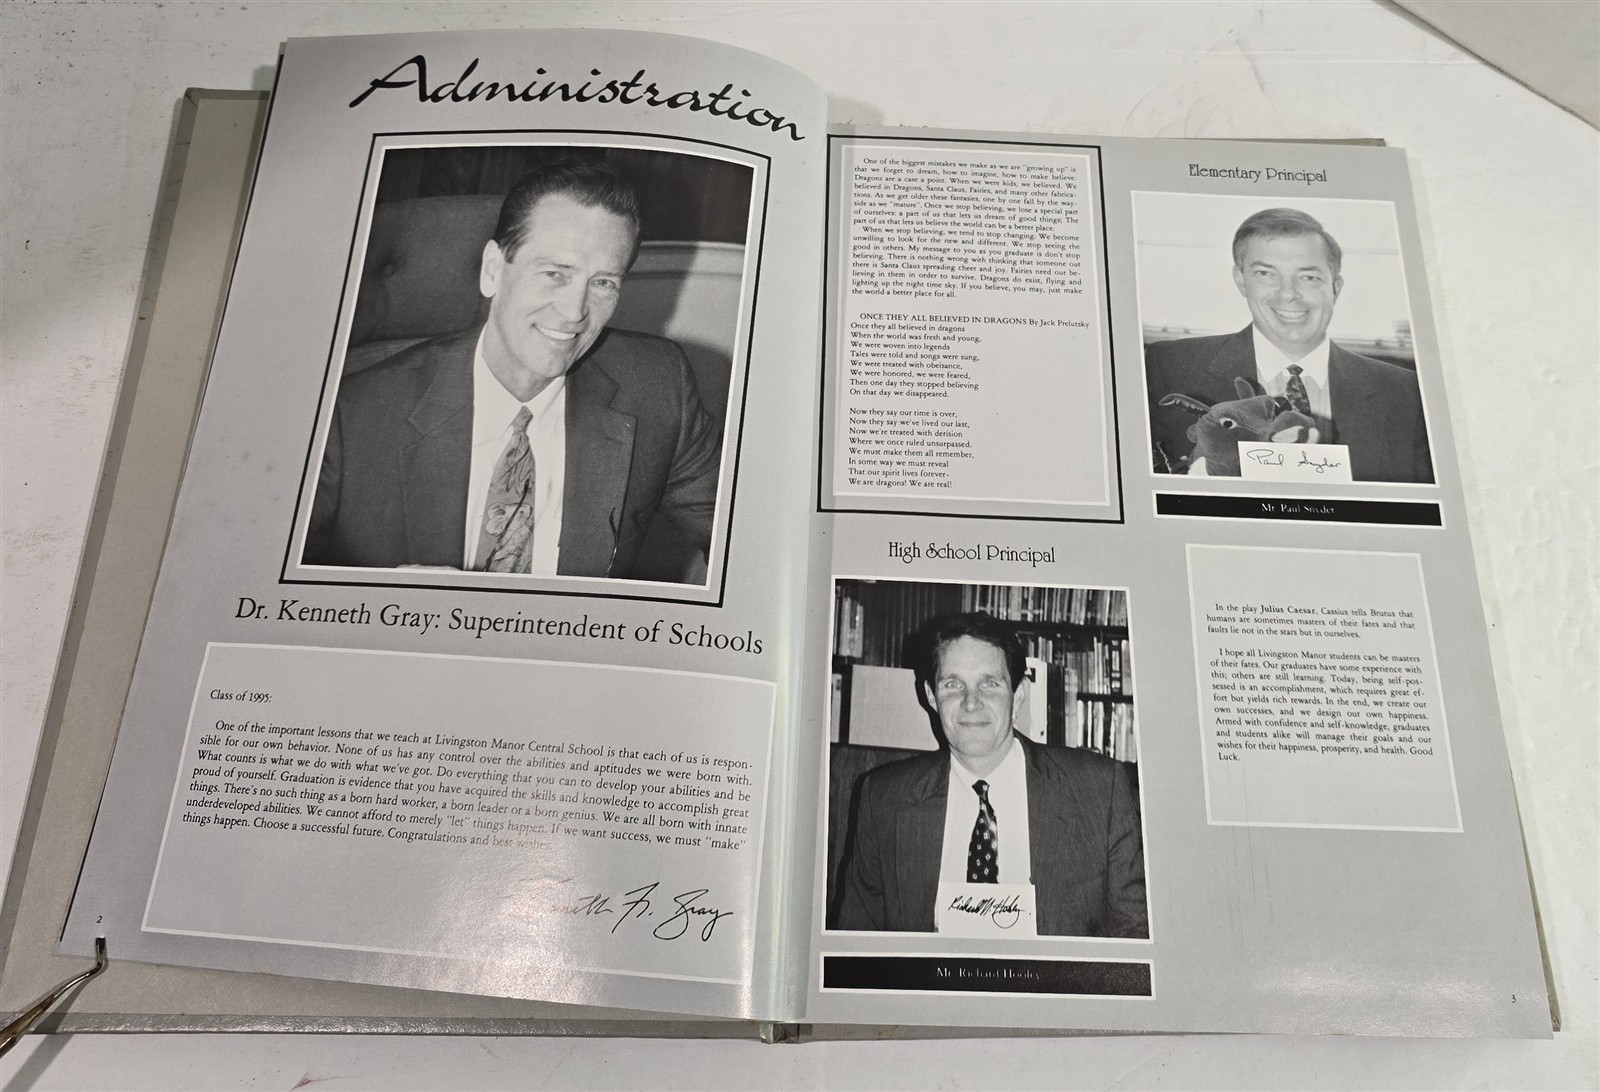 Administration
Dr. Kenneth Gray: Superintendent of Schools
Class of 1995:
One of the important lessons that we teach at Livingston Manor Central School is that each of us is respon-
sible for our own behavior. None of us has any control over the abilities and aptitudes we were born with.
What counts is what we do with what we've got. Do everything that you can to develop your abilities and be
proud of yourself. Graduation is evidence that you have acquired the skills and knowledge to accomplish great
things. There's no such thing as a born hard worker, a born leader or a born genius. We are all born with innate
underdeveloped abilities. We cannot afford to merely "let" things happen. If we want success, we must "make"
things happen. Choose a successful future. Congratulations and best wishes.
Kenneth F. Gray
2
One of the biggest mistakes we make as we are "growing up" is
that we forget to dream, how to imagine, how to make believe.
Dragons are a case a point. When we were kids, we believed. We
believed in Dragons, Santa Claus, Fairies, and many other fabrica-
tions. As we get older these fantasies, one by one fall by the way-
side as we "mature". Once we stop believing, we lose a special part
of ourselves: a part of us that lets us dream of good things; The
part of us that lets us believe the world can be a better place.
When we stop believing, we tend to stop changing. We become
unwilling to look for the new and different. We stop seeing the
good in others. My message to you as you graduate is don't stop
believing. There is nothing wrong with thinking that someone out
there is Santa Claus spreading cheer and joy. Fairies need our be-
lieving in them in order to survive. Dragons do exist, flying and
lighting up the night time sky. If you believe, you may, just make
the world a better place for all.
ONCE THEY ALL BELIEVED IN DRAGONS By Jack Prelutsky
Once they all believed in dragons
When the world was fresh and young,
We were woven into legends
Tales were told and songs were sung,
We were treated with obeisance,
We were honored, we were feared,
Then one day they stopped believing
On that day we disappeared.
Now they say our time is over,
Now they say we've lived our last,
Now we're treated with derision
Where we once ruled unsurpassed.
We must make them all remember,
In some way we must reveal
That our spirit lives forever-
We are dragons! We are real!
Elementary Principal
Paul Snyder
Mr. Paul Snyder
High School Principal
Mr. Richard Hooley
In the play Julius Caesar, Cassius tells Brutus that
humans are sometimes masters of their fates and that
faults lie not in the stars but in ourselves.
I hope all Livingston Manor students can be masters
of their fates. Our graduates have some experience with
this; others are still learning. Today, being self-pos-
sessed is an accomplishment, which requires great ef-
fort but yields rich rewards. In the end, we create our
own successes, and we design our own happiness.
Armed with confidence and self-knowledge, graduates
and students alike will manage their goals and our
wishes for their happiness, prosperity, and health. Good
Luck.
3